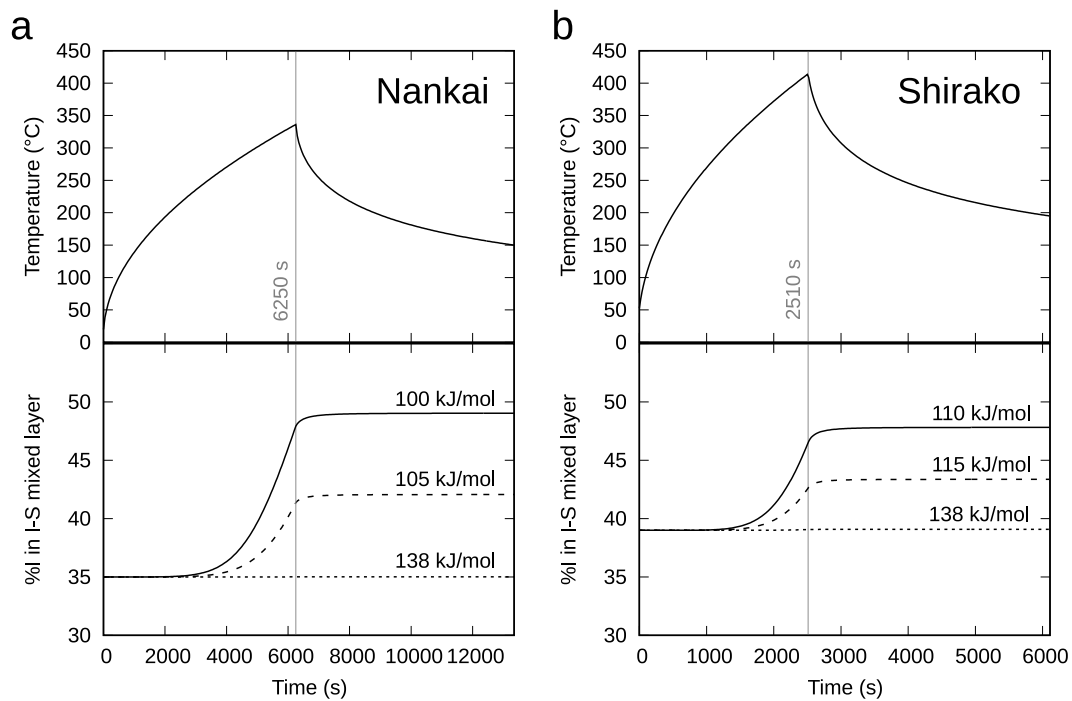 a
Nankai
450
400
350
300
250
200
150
100
50
0
Temperature (°C)
6250 s
50
45
40
35
30
%I in I-S mixed layer
100 kJ/mol
105 kJ/mol
138 kJ/mol
0 2000 4000 6000 8000 10000 12000
Time (s)
b
Shirako
450
400
350
300
250
200
150
100
50
0
Temperature (°C)
2510 s
50
45
40
35
30
%I in I-S mixed layer
110 kJ/mol
115 kJ/mol
138 kJ/mol
0 1000 2000 3000 4000 5000 6000
Time (s)